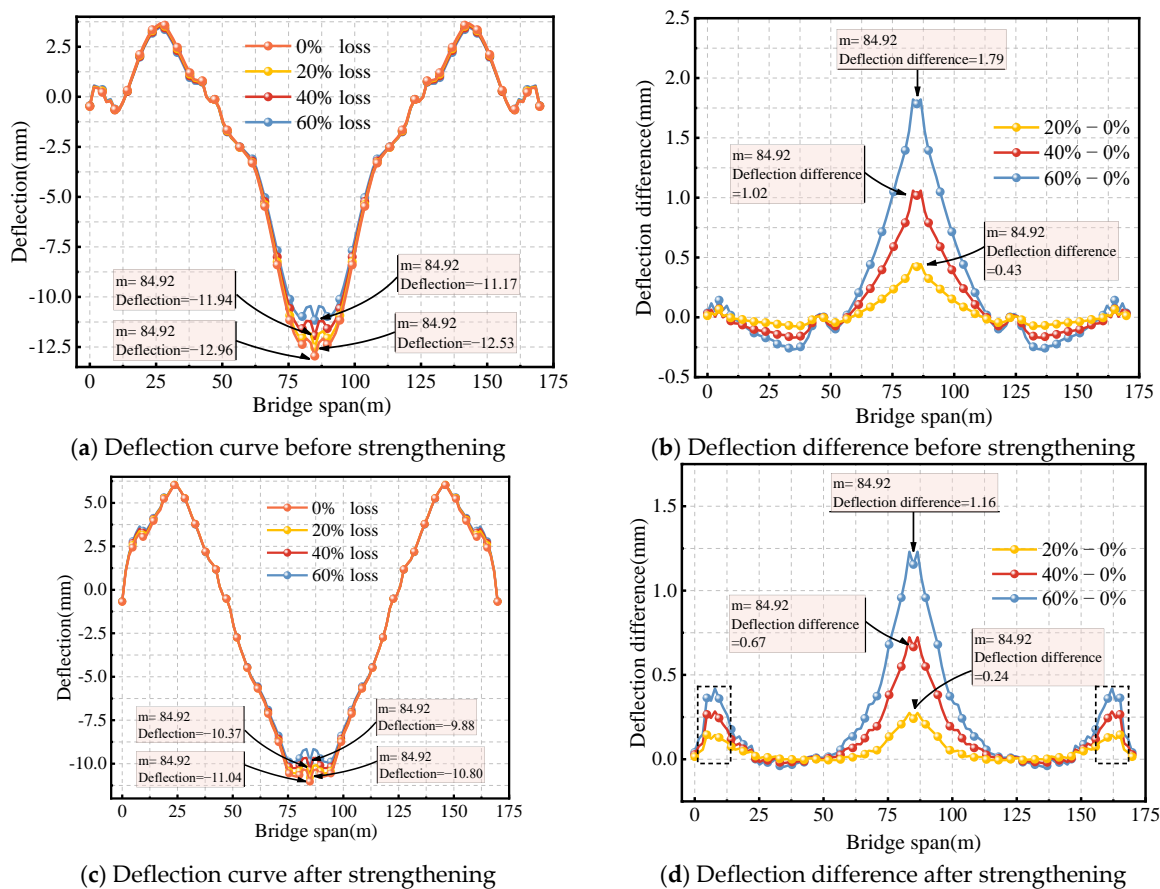 2.5
0.0
-2.5
-5.0
-7.5
-10.0
-12.5
Deflection(mm)
0% loss
20% loss
40% loss
60% loss
m= 84.92
Deflection=−11.94
m= 84.92
Deflection=−11.17
m= 84.92
Deflection=−12.96
m= 84.92
Deflection=−12.53
0 25 50 75 100 125 150 175
Bridge span(m)
(a) Deflection curve before strengthening
2.5
2.0
1.5
1.0
0.5
0.0
-0.5
Deflection difference(mm)
m= 84.92
Deflection difference=1.79
m= 84.92
Deflection difference
=1.02
m= 84.92
Deflection difference
=0.43
20% − 0%
40% − 0%
60% − 0%
0 25 50 75 100 125 150 175
Bridge span(m)
(b) Deflection difference before strengthening
5.0
2.5
0.0
-2.5
-5.0
-7.5
-10.0
Deflection(mm)
0% loss
20% loss
40% loss
60% loss
m= 84.92
Deflection=−10.37
m= 84.92
Deflection=−9.88
m= 84.92
Deflection=−11.04
m= 84.92
Deflection=−10.80
0 25 50 75 100 125 150 175
Bridge span(m)
(c) Deflection curve after strengthening
1.5
1.0
0.5
0.0
Deflection difference(mm)
m= 84.92
Deflection difference=1.16
m= 84.92
Deflection difference
=0.67
m= 84.92
Deflection difference
=0.24
20% − 0%
40% − 0%
60% − 0%
0 25 50 75 100 125 150 175
Bridge span(m)
(d) Deflection difference after strengthening